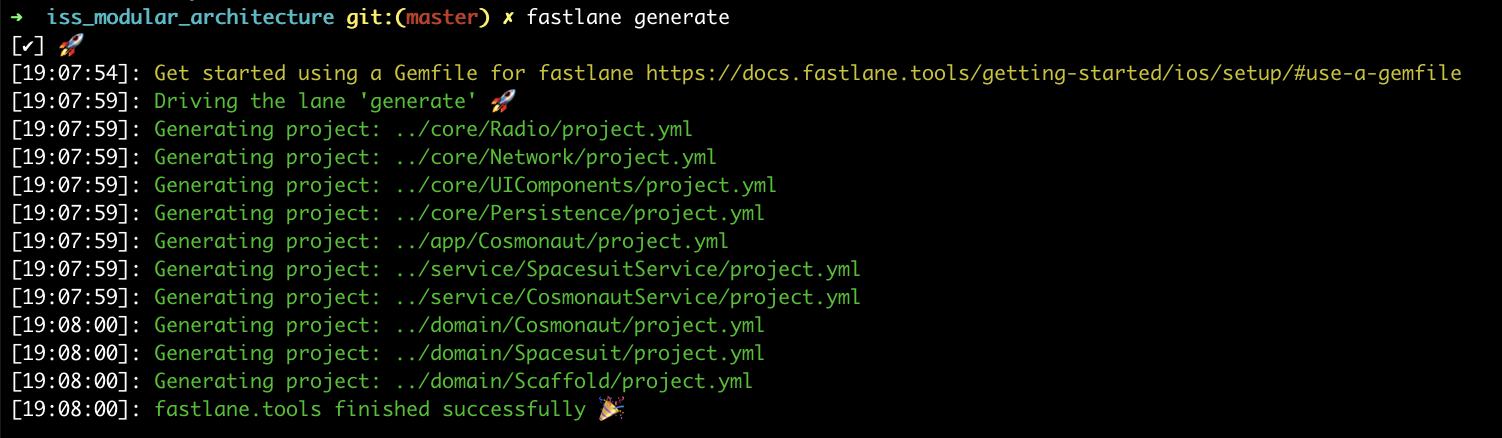 ➜  iss_modular_architecture git:(master) ✗ fastlane generate
[✔] 🚀
[19:07:54]: Get started using a Gemfile for fastlane https://docs.fastlane.tools/getting-started/ios/setup/#use-a-gemfile
[19:07:59]: Driving the lane 'generate' 🚀
[19:07:59]: Generating project: ../core/Radio/project.yml
[19:07:59]: Generating project: ../core/Network/project.yml
[19:07:59]: Generating project: ../core/UIComponents/project.yml
[19:07:59]: Generating project: ../core/Persistence/project.yml
[19:07:59]: Generating project: ../app/Cosmonaut/project.yml
[19:07:59]: Generating project: ../service/SpacesuitService/project.yml
[19:07:59]: Generating project: ../service/CosmonautService/project.yml
[19:08:00]: Generating project: ../domain/Cosmonaut/project.yml
[19:08:00]: Generating project: ../domain/Spacesuit/project.yml
[19:08:00]: Generating project: ../domain/Scaffold/project.yml
[19:08:00]: fastlane.tools finished successfully 🎉